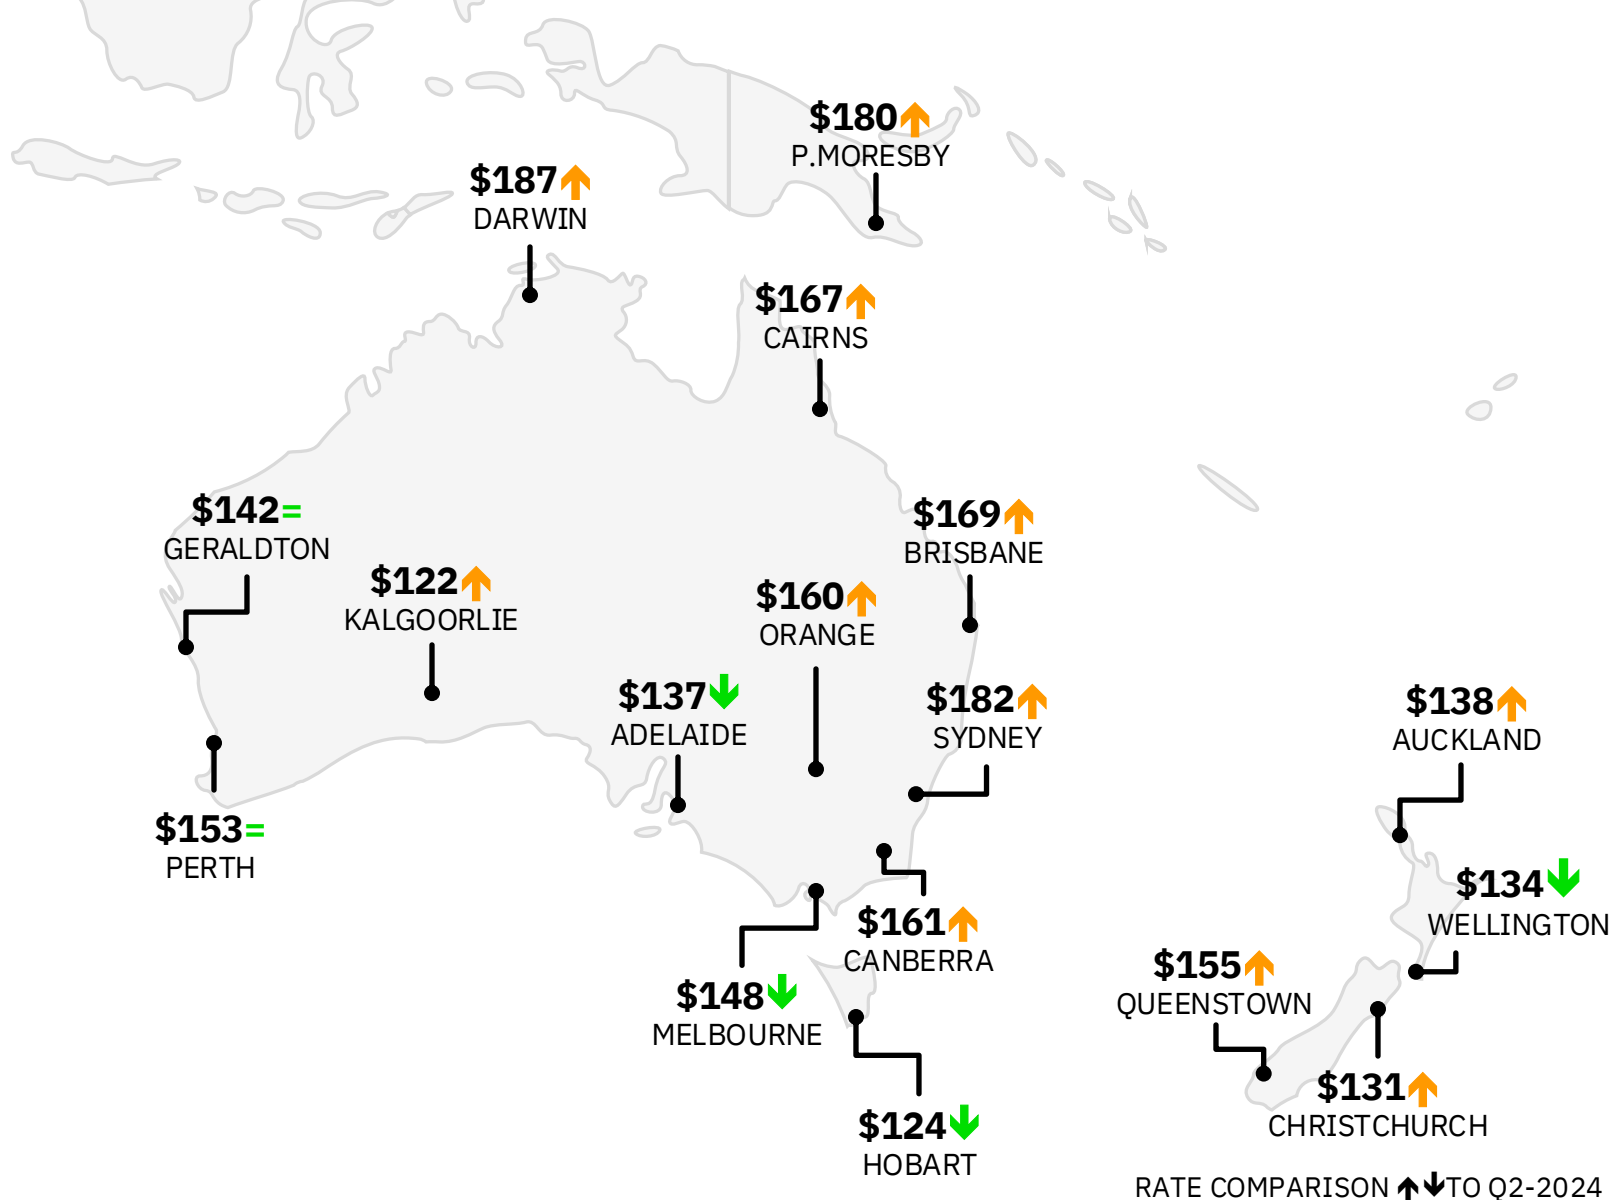 $180↑
P.MORESBY
$187↑
DARWIN
$167↑
CAIRNS
$142=
GERALDTON
$169↑
BRISBANE
$122↑
KALGOORLIE
$160↑
ORANGE
$137↓
ADELAIDE
$182↑
SYDNEY
$138↑
AUCKLAND
$153=
PERTH
$134↓
WELLINGTON
$161↑
CANBERRA
$155↑
QUEENSTOWN
$148↓
MELBOURNE
$131↑
CHRISTCHURCH
$124↓
HOBART
RATE COMPARISON ↑↓TO Q2-2024